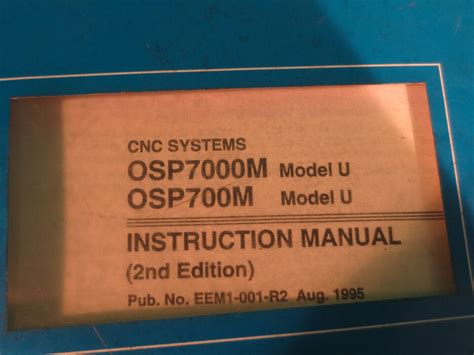 CNC SYSTEMS
OSP7000M Model U
OSP700M Model U
INSTRUCTION MANUAL
(2nd Edition)
Pub. No. EEM1-001-R2 Aug. 1995